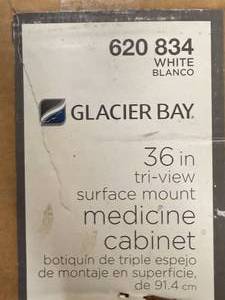 620 834
WHITE
BLANCO
GLACIER BAY.
36 in
tri-view
surface mount
medicine
cabinet
botiquín de triple espejo
de montaje en superficie,
de 91.4 cm